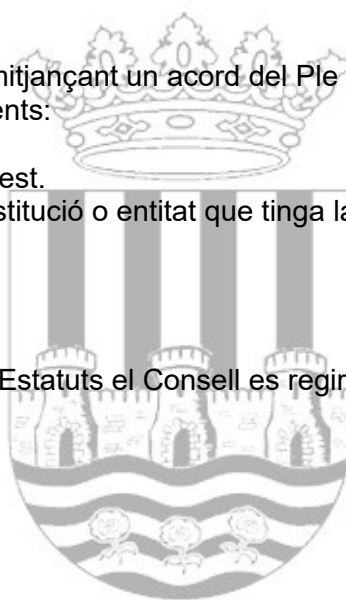 mitjançant un acord del Ple
ents:
est.
stitució o entitat que tinga la
Estatuts el Consell es regir